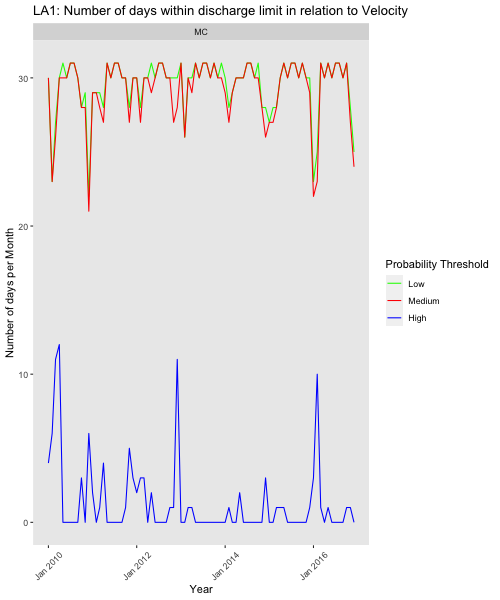 LA1: Number of days within discharge limit in relation to Velocity
MC
Number of days per Month
30
20
10
0
Jan 2010
Jan 2012
Jan 2014
Jan 2016
Year
Probability Threshold
Low
Medium
High